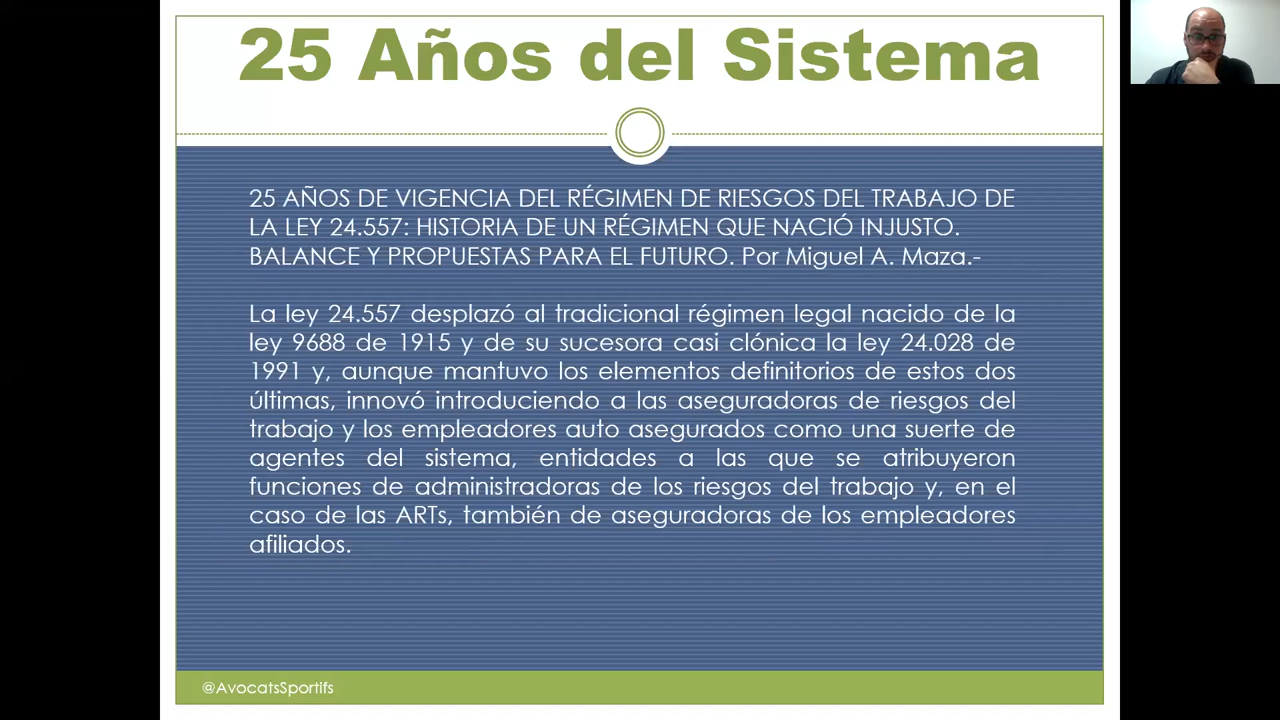 25 Años del Sistema
25 AÑOS DE VIGENCIA DEL RÉGIMEN DE RIESGOS DEL TRABAJO DE
LA LEY 24.557: HISTORIA DE UN RÉGIMEN QUE NACIÓ INJUSTO.
BALANCE Y PROPUESTAS PARA EL FUTURO. Por Miguel A. Maza.-
La ley 24.557 desplazó al tradicional régimen legal nacido de la
ley 9688 de 1915 y de su sucesora casi clónica la ley 24.028 de
1991 y, aunque mantuvo los elementos definitorios de estos dos
últimas, innovó introduciendo a las aseguradoras de riesgos del
trabajo y los empleadores auto asegurados como una suerte de
agentes del sistema, entidades a las que se atribuyeron
funciones de administradoras de los riesgos del trabajo y, en el
caso de las ARTs, también de aseguradoras de los empleadores
afiliados.
@AvocatsSportifs